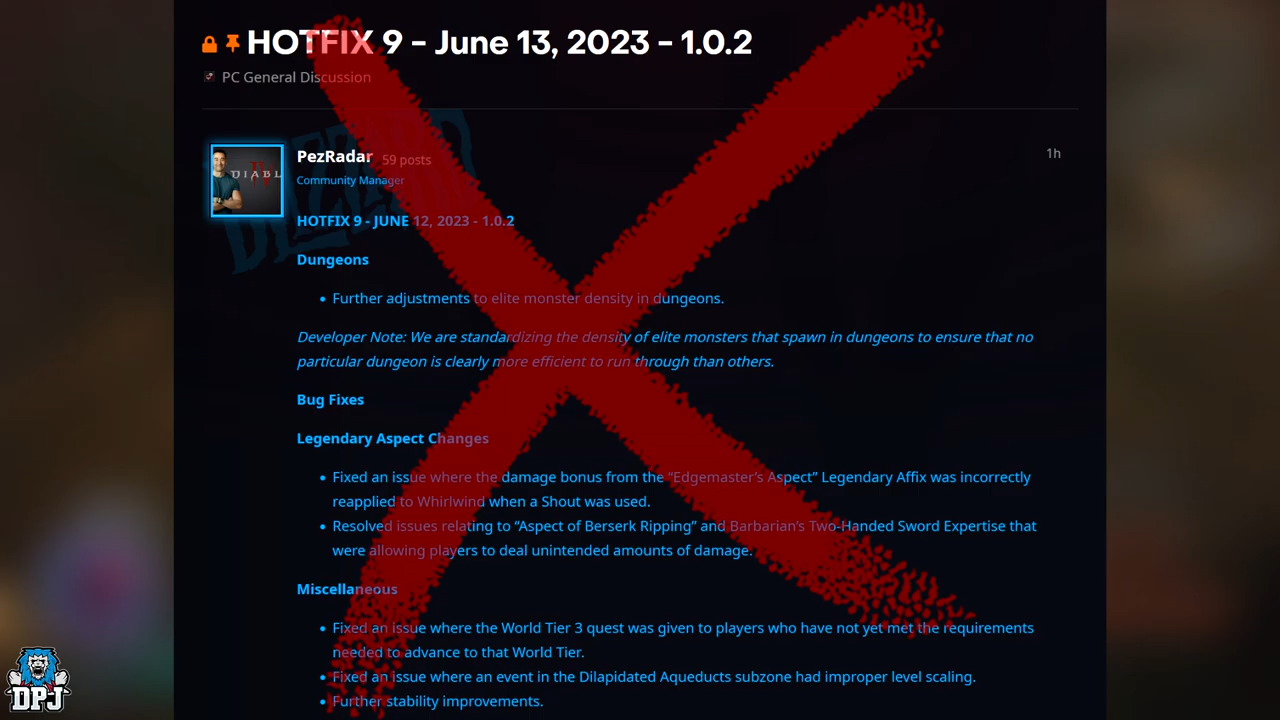 HOTFIX 9 – June 13, 2023 – 1.0.2
PC General Discussion
PezRadar 59 posts
1h
Community Manager
DIABL
HOTFIX 9 - JUNE 12, 2023 - 1.0.2
Dungeons
• Further adjustments to elite monster density in dungeons.
Developer Note: We are standardizing the density of elite monsters that spawn in dungeons to ensure that no
particular dungeon is clearly more efficient to run through than others.
Bug Fixes
Legendary Aspect Changes
• Fixed an issue where the damage bonus from the “Edgemaster’s Aspect” Legendary Affix was incorrectly
reapplied to Whirlwind when a Shout was used.
• Resolved issues relating to “Aspect of Berserk Ripping” and Barbarian’s Two-Handed Sword Expertise that
were allowing players to deal unintended amounts of damage.
Miscellaneous
• Fixed an issue where the World Tier 3 quest was given to players who have not yet met the requirements
needed to advance to that World Tier.
• Fixed an issue where an event in the Dilapidated Aqueducts subzone had improper level scaling.
• Further stability improvements.
DPJ